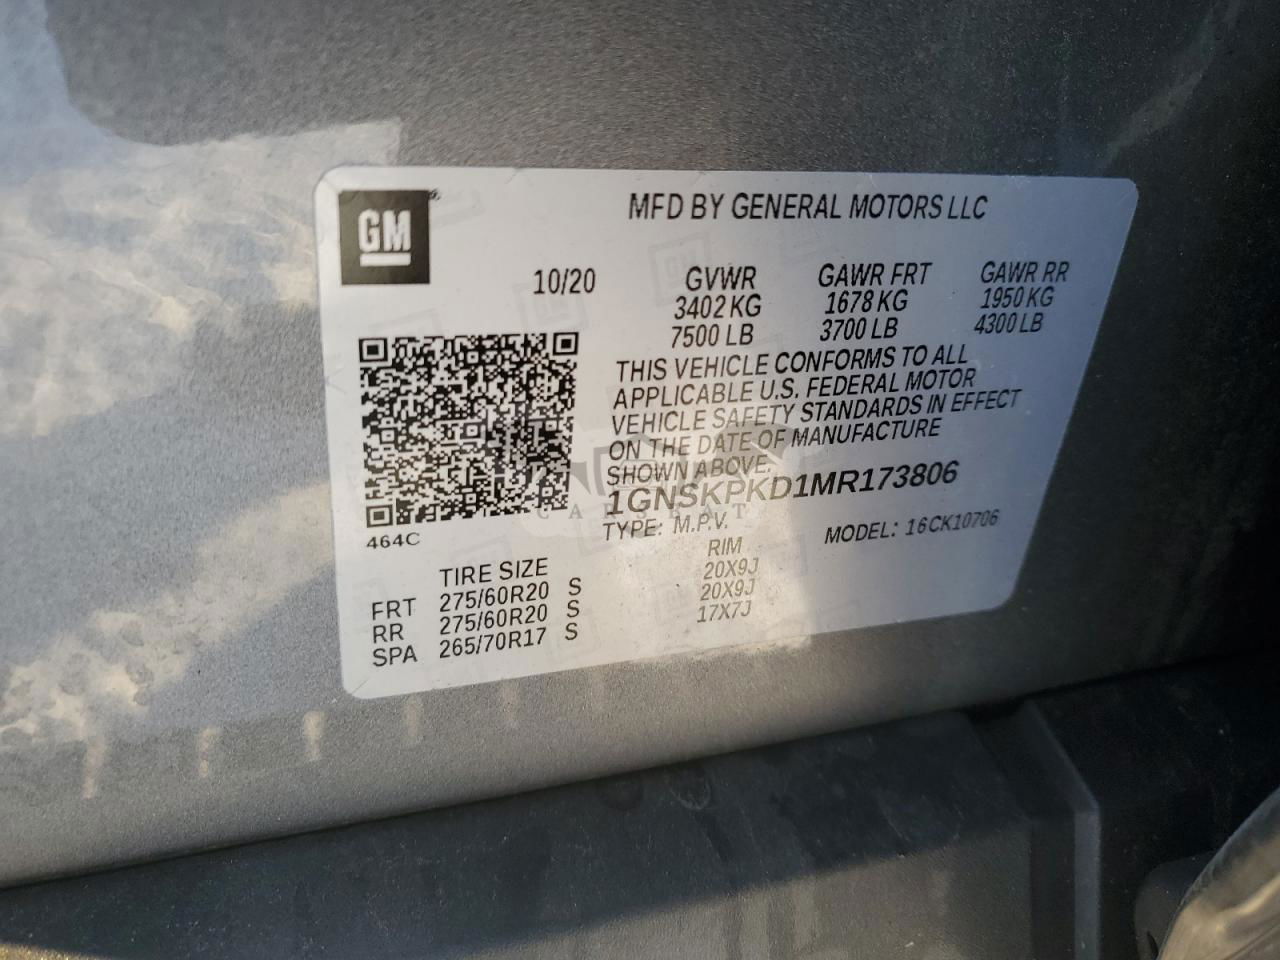 GM
MFD BY GENERAL MOTORS LLC
10/20
GVWR GAWR FRT GAWR RR
3402 KG 1678 KG 1950 KG
7500 LB 3700 LB 4300 LB
THIS VEHICLE CONFORMS TO ALL
APPLICABLE U.S. FEDERAL MOTOR
VEHICLE SAFETY STANDARDS IN EFFECT
ON THE DATE OF MANUFACTURE
SHOWN ABOVE.
1GNSKPKD1MR173806
CARSEAT
TYPE: M.P.V. MODEL: 16CK10706
464C
TIRE SIZE RIM
FRT 275/60R20 S 20X9J
RR 275/60R20 S 20X9J
SPA 265/70R17 S 17X7J